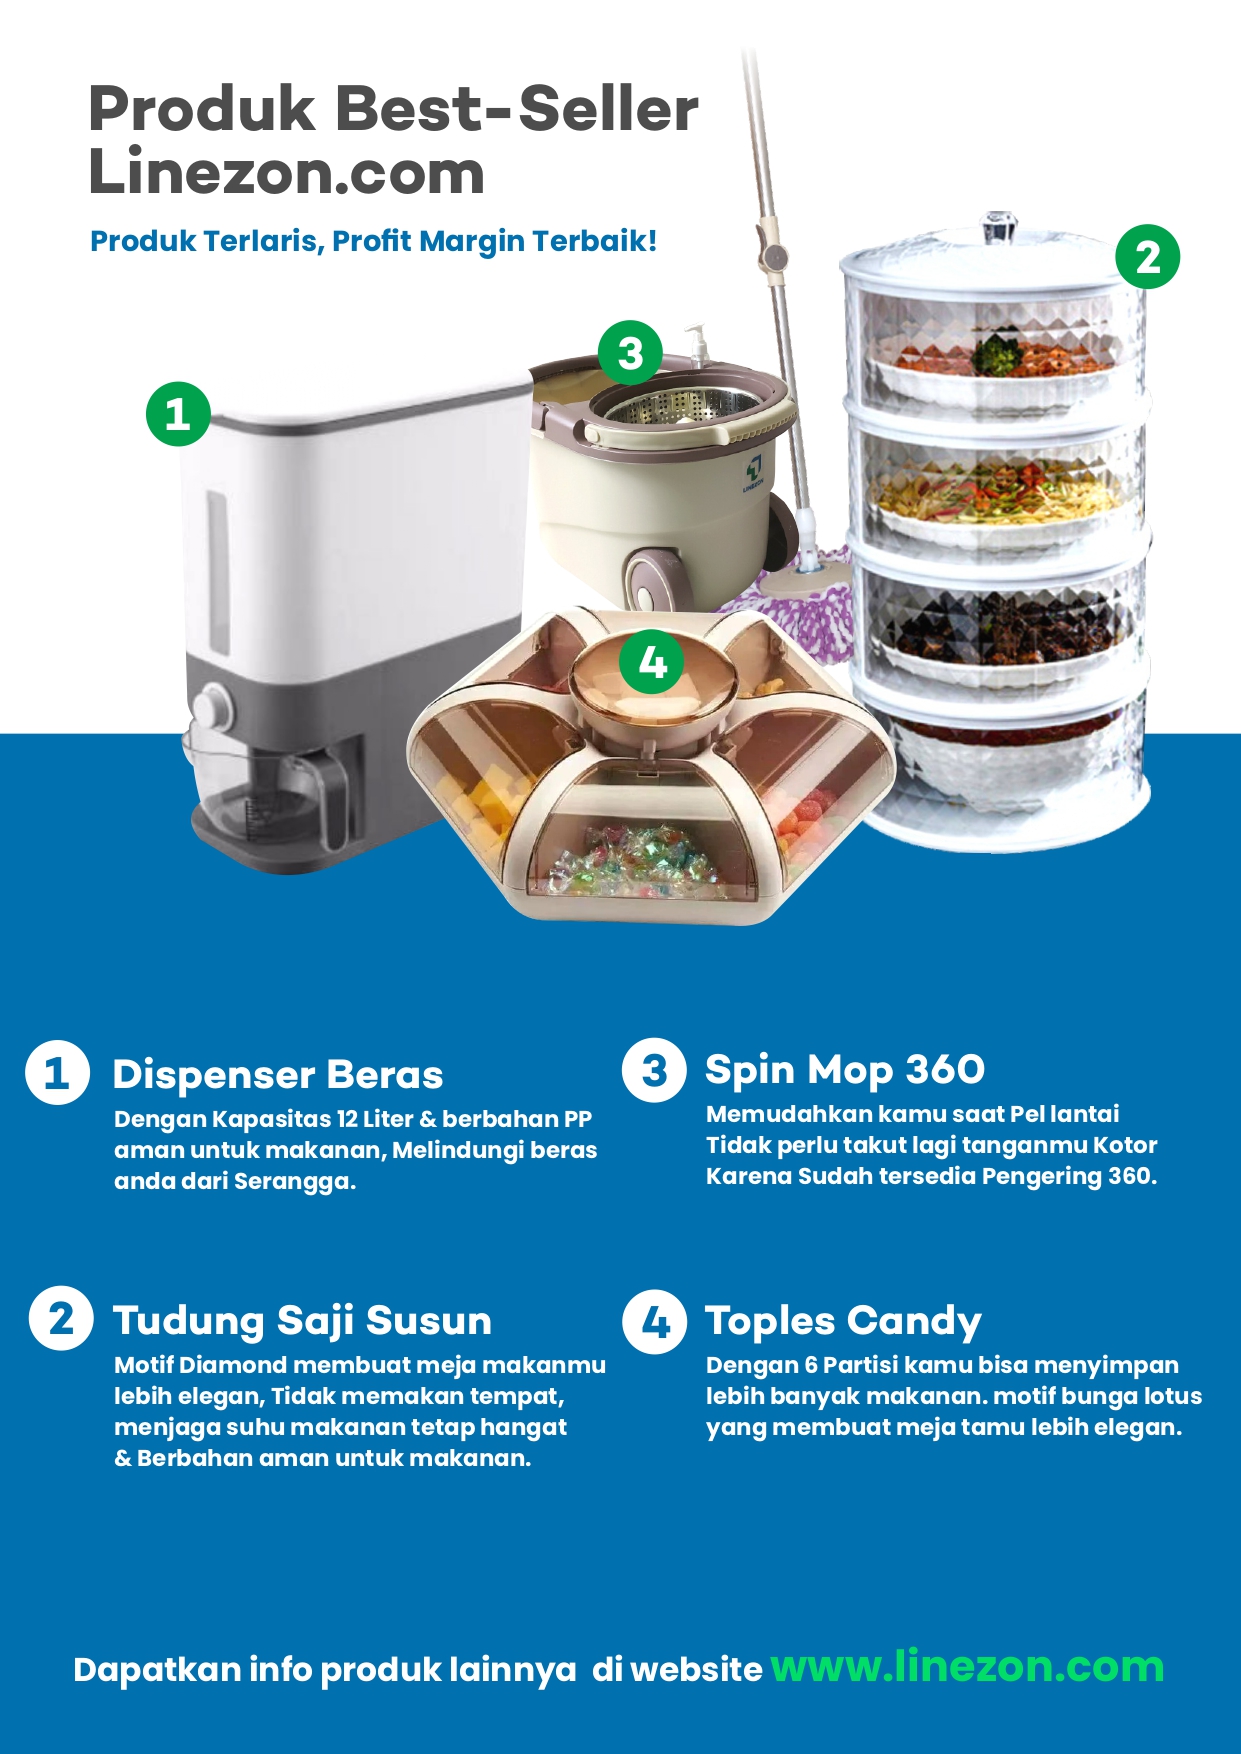 Produk Best-Seller
Linezon.com
Produk Terlaris, Profit Margin Terbaik!
1
2
3
LINEZON
4
1
Dispenser Beras
Dengan Kapasitas 12 Liter & berbahan PP
aman untuk makanan, Melindungi beras
anda dari Serangga.
2
Tudung Saji Susun
Motif Diamond membuat meja makanmu
lebih elegan, Tidak memakan tempat,
menjaga suhu makanan tetap hangat
& Berbahan aman untuk makanan.
3
Spin Mop 360
Memudahkan kamu saat Pel lantai
Tidak perlu takut lagi tanganmu Kotor
Karena Sudah tersedia Pengering 360.
4
Toples Candy
Dengan 6 Partisi kamu bisa menyimpan
lebih banyak makanan. motif bunga lotus
yang membuat meja tamu lebih elegan.
Dapatkan info produk lainnya di website www.linezon.com